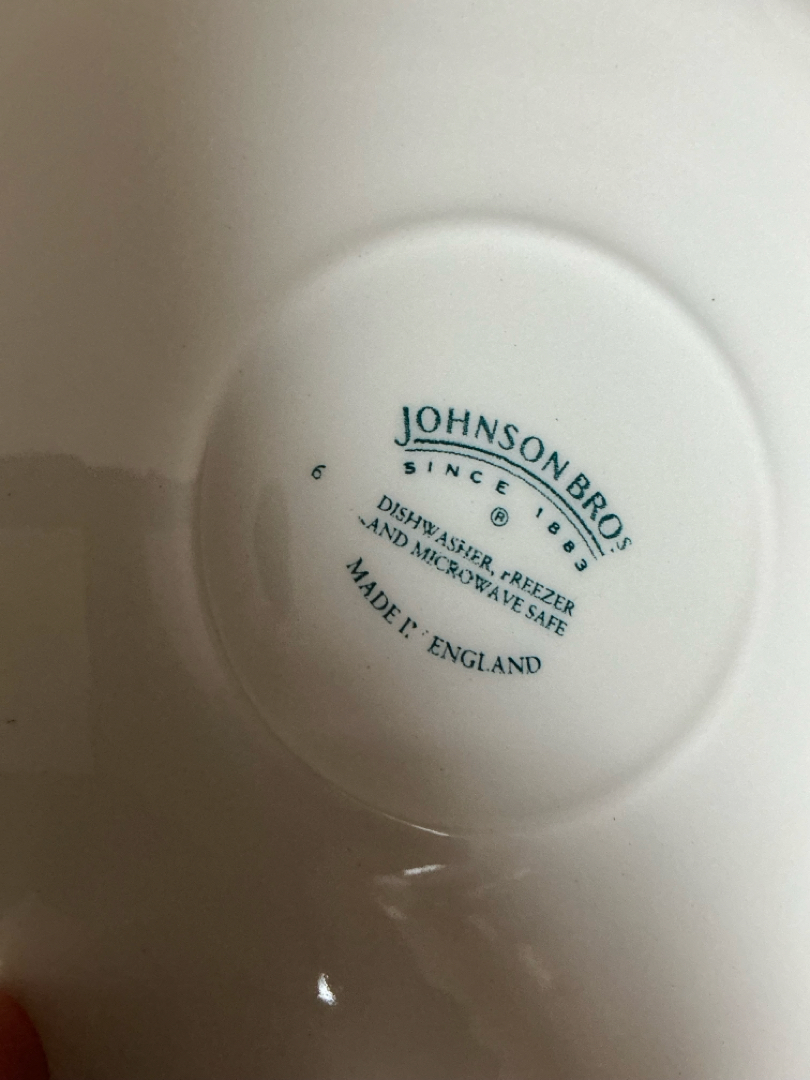 JOHNSON BROS
SINCE 1883
®
6
DISHWASHER, FREEZER
AND MICROWAVE SAFE
MADE IN ENGLAND